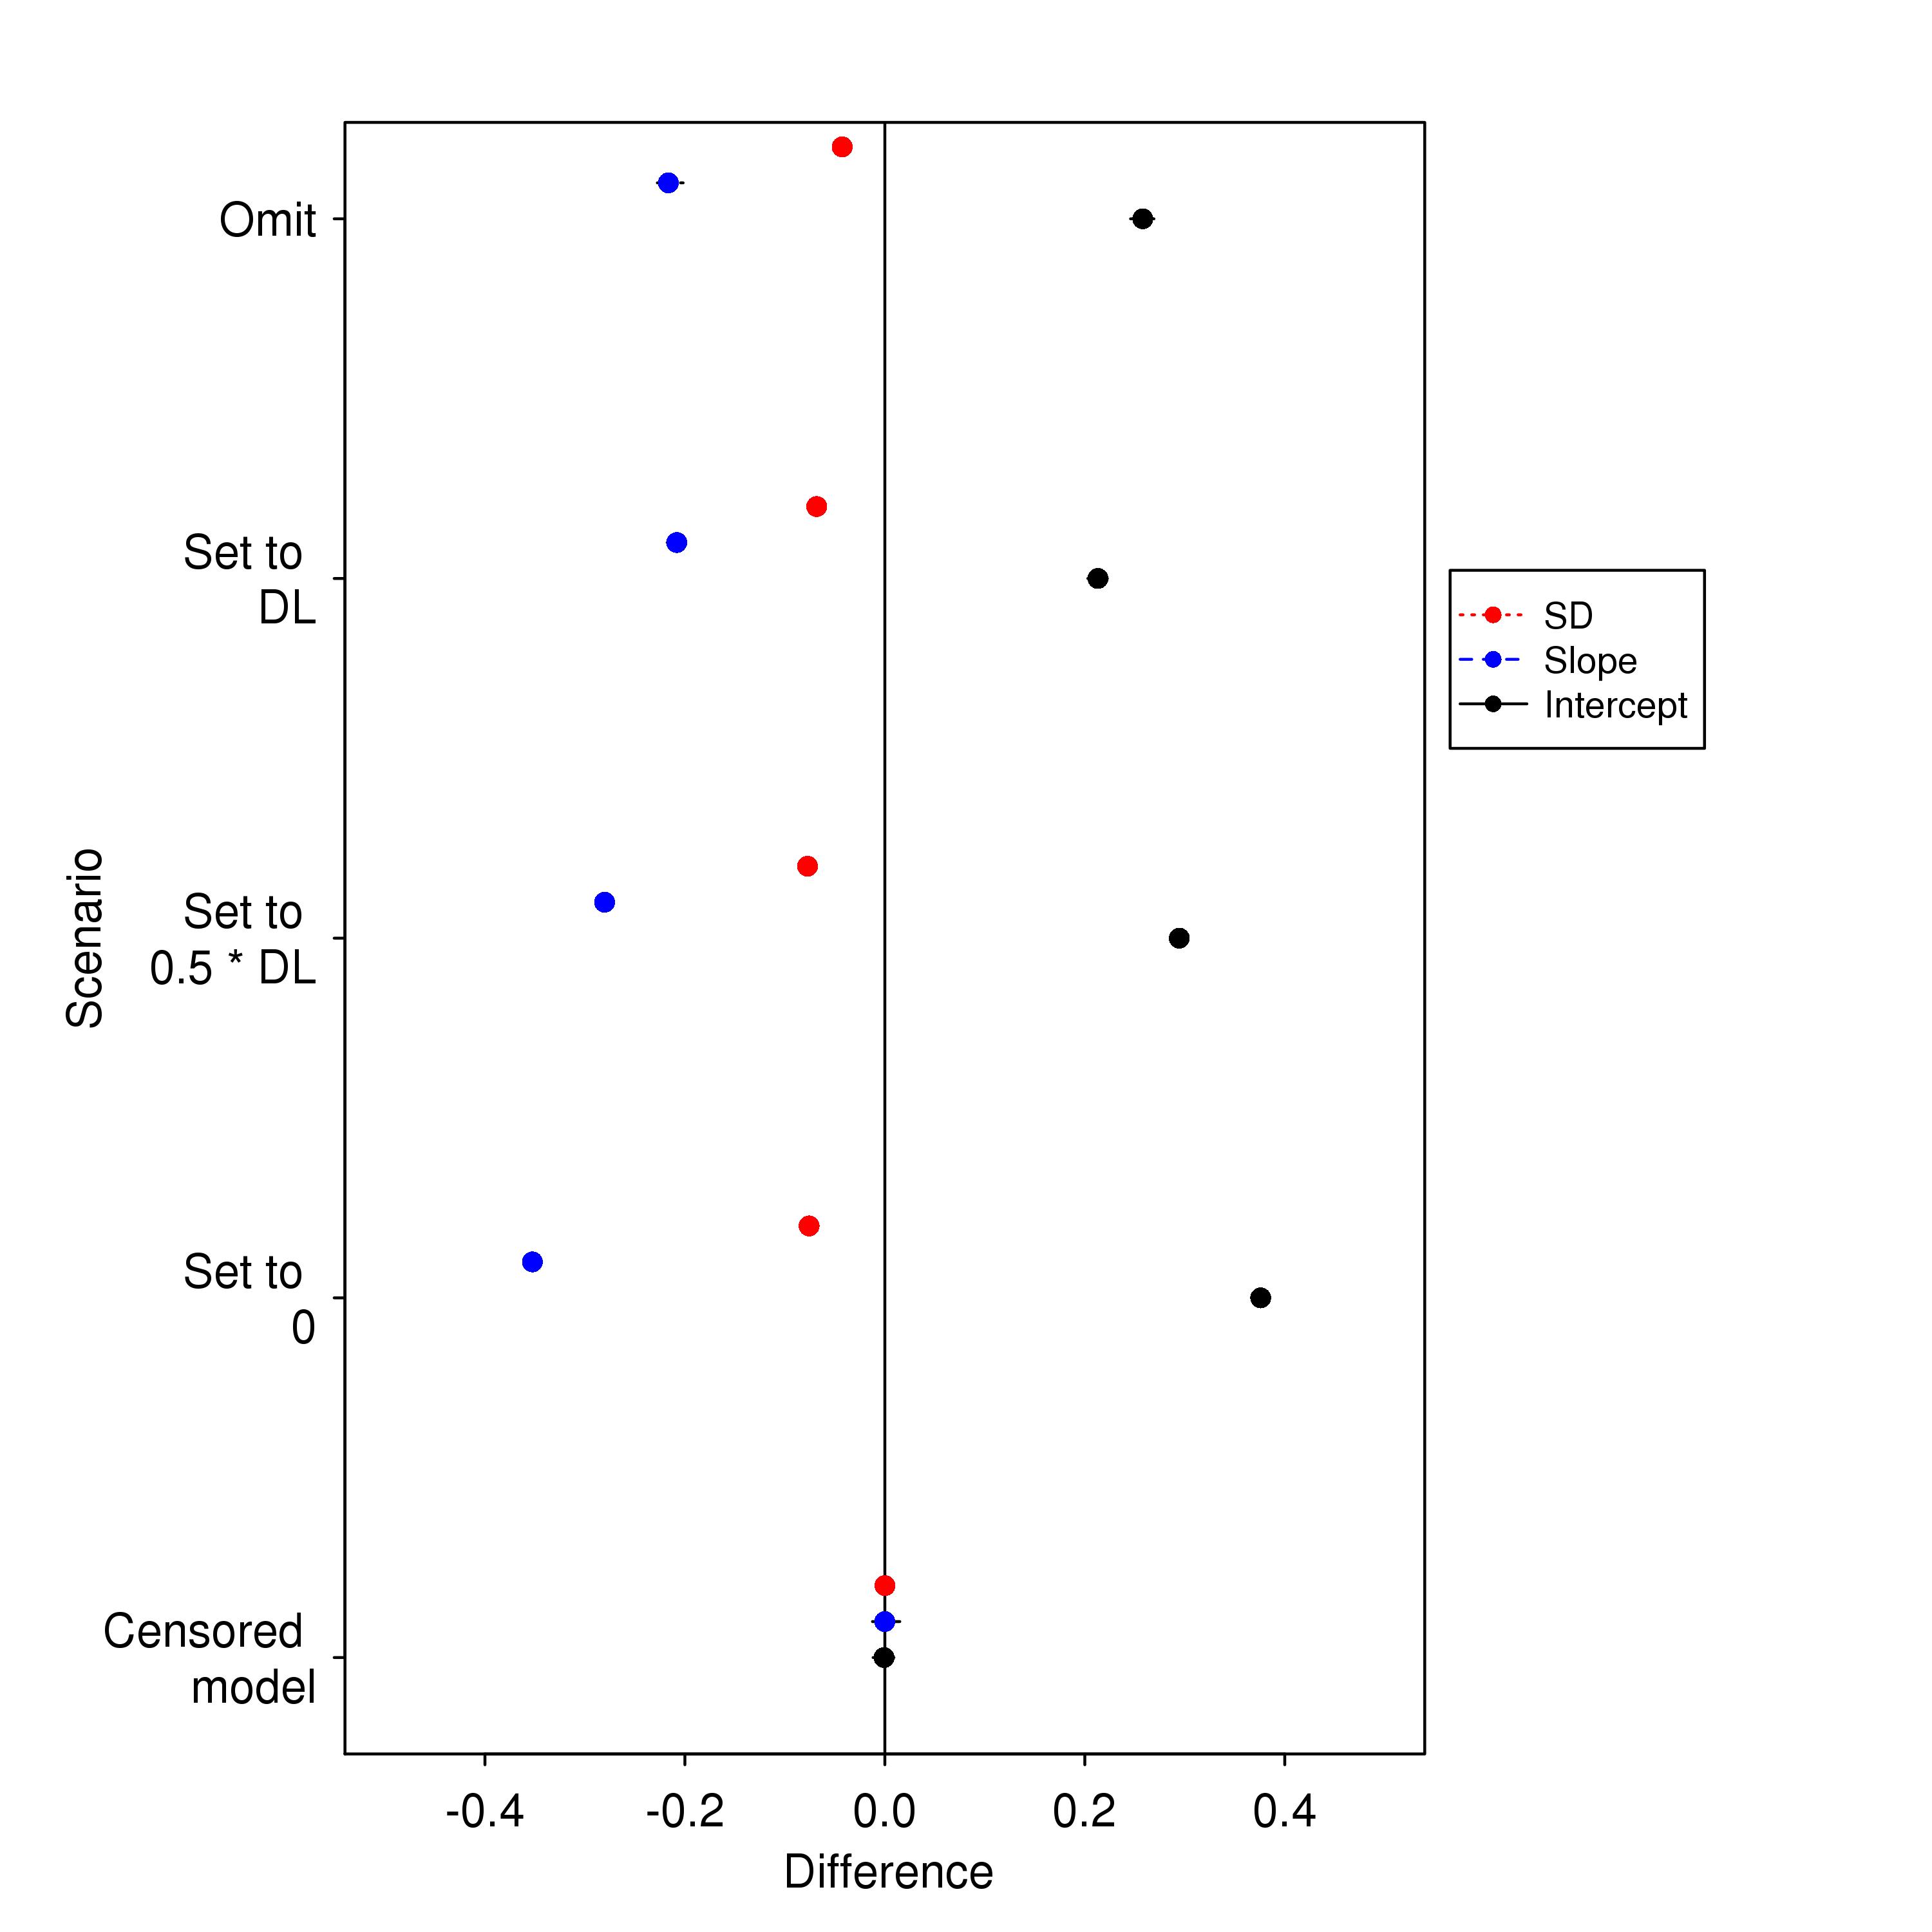 Omit
Set to
DL
Set to
0.5 * DL
Set to
0
Censored
model
Scenario
-0.4
-0.2
0.0
0.2
0.4
Difference
SD
Slope
Intercept